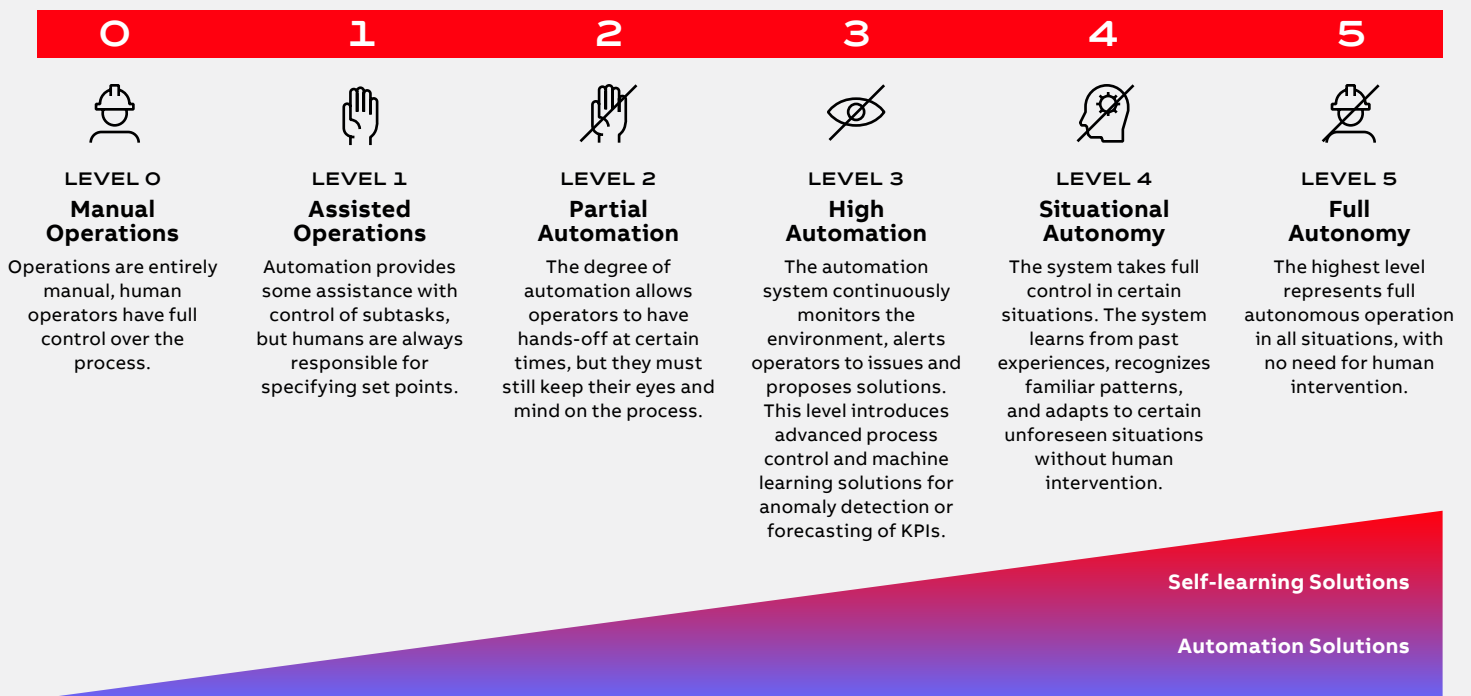 0
1
2
3
4
5
LEVEL 0
Manual
Operations
Operations are entirely
manual, human
operators have full
control over the
process.
LEVEL 1
Assisted
Operations
Automation provides
some assistance with
control of subtasks,
but humans are always
responsible for
specifying set points.
LEVEL 2
Partial
Automation
The degree of
automation allows
operators to have
hands-off at certain
times, but they must
still keep their eyes and
mind on the process.
LEVEL 3
High
Automation
The automation
system continuously
monitors the
environment, alerts
operators to issues and
proposes solutions.
This level introduces
advanced process
control and machine
learning solutions for
anomaly detection or
forecasting of KPIs.
LEVEL 4
Situational
Autonomy
The system takes full
control in certain
situations. The system
learns from past
experiences, recognizes
familiar patterns,
and adapts to certain
unforeseen situations
without human
intervention.
LEVEL 5
Full
Autonomy
The highest level
represents full
autonomous operation
in all situations, with
no need for human
intervention.
Self-learning Solutions
Automation Solutions